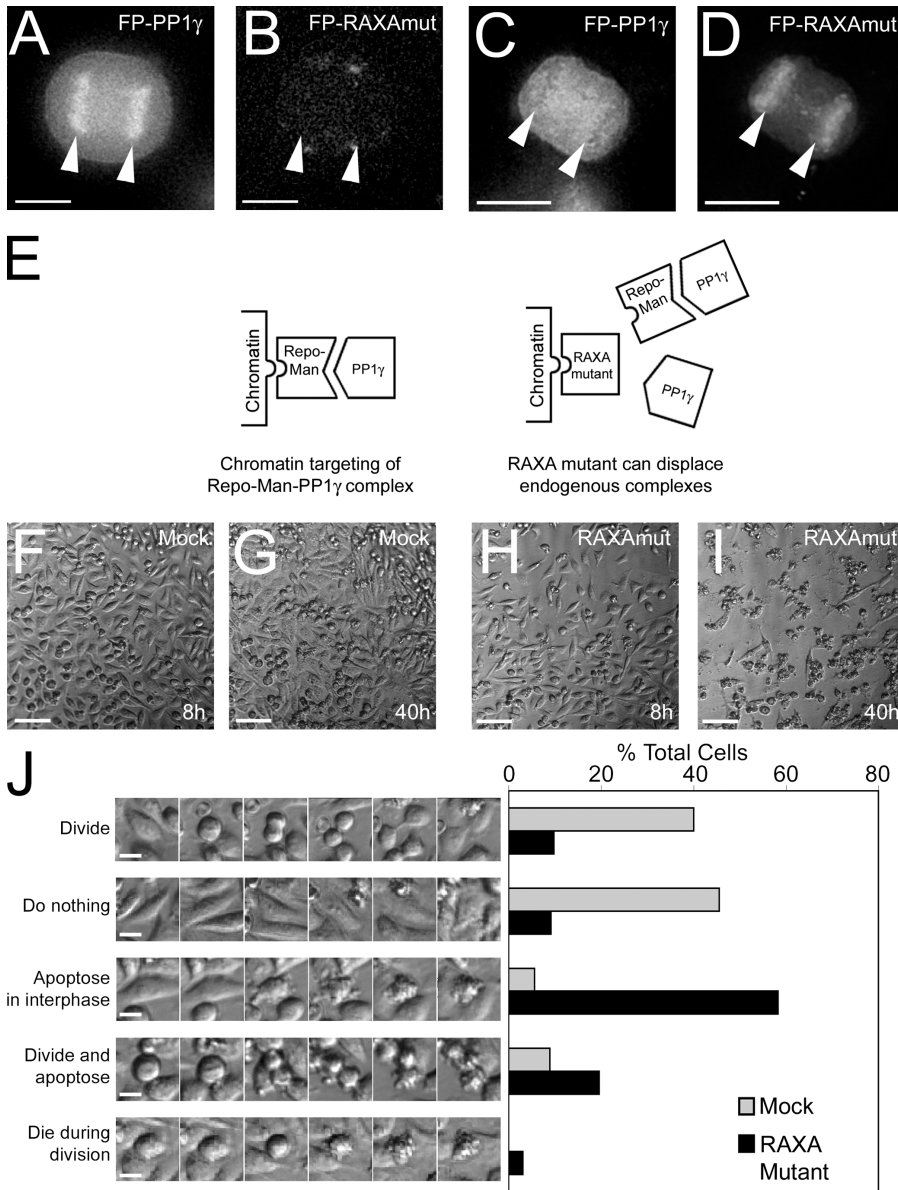 A FP-PP1γ
B FP-RAXAmut
C FP-PP1γ
D FP-RAXAmut
E
Chromatin
Repo-
Man
PP1γ
Chromatin
RAXA
mutant
Repo-
Man
PP1γ
PP1γ
Chromatin targeting of
Repo-Man-PP1γ complex
RAXA mutant can displace
endogenous complexes
F Mock
8h
G Mock
40h
H RAXAmut
8h
I RAXAmut
40h
J
% Total Cells
0 20 40 60 80
Divide
Do nothing
Apoptose
in interphase
Divide and
apoptose
Die during
division
Mock
RAXA
Mutant